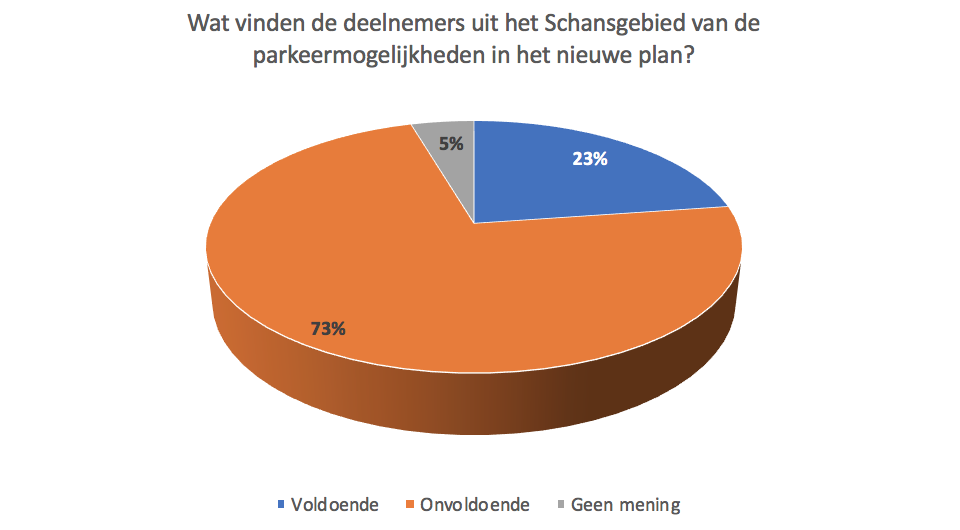 Wat vinden de deelnemers uit het Schansgebied van de
parkeermogelijkheden in het nieuwe plan?
5%
23%
73%
Voldoende Onvoldoende Geen mening